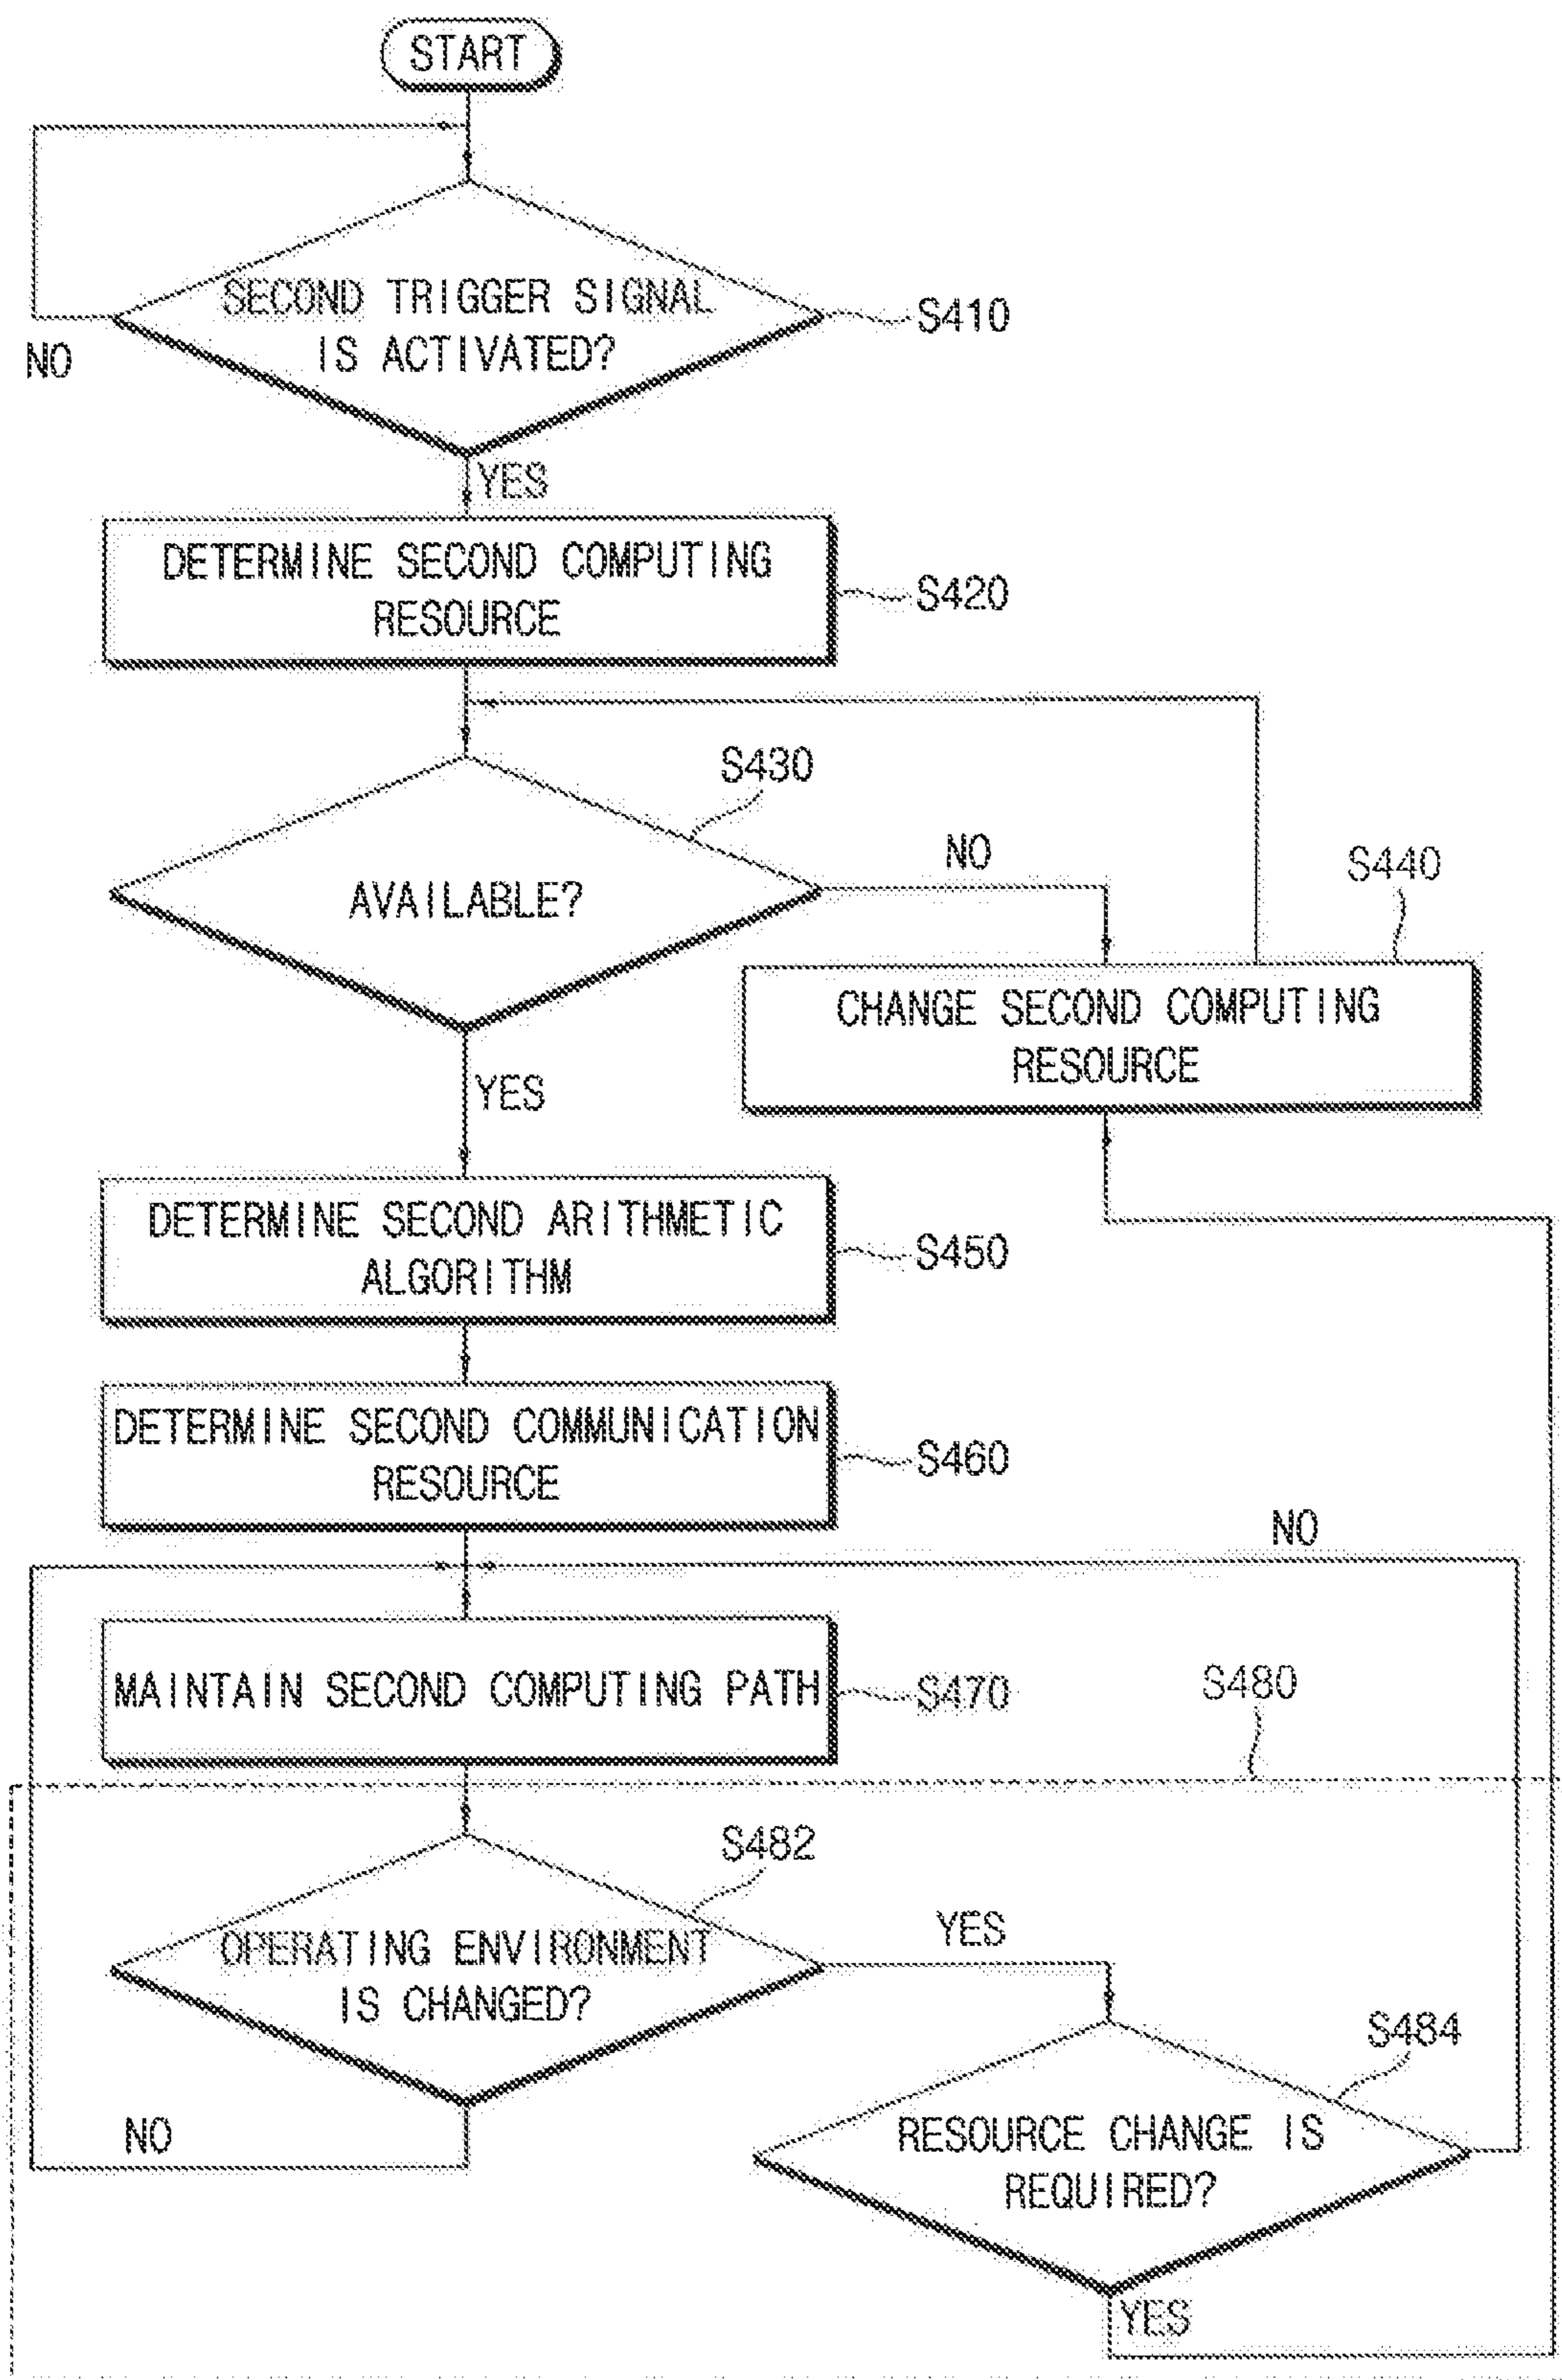 START
SECOND TRIGGER SIGNAL
IS ACTIVATED?
S410
NO
YES
DETERMINE SECOND COMPUTING
RESOURCE
S420
S430
AVAILABLE?
NO
S440
CHANGE SECOND COMPUTING
RESOURCE
YES
DETERMINE SECOND ARITHMETIC
ALGORITHM
S450
DETERMINE SECOND COMMUNICATION
RESOURCE
S460
NO
MAINTAIN SECOND COMPUTING PATH
S470
S480
S482
OPERATING ENVIRONMENT
IS CHANGED?
YES
S484
NO
RESOURCE CHANGE IS
REQUIRED?
YES